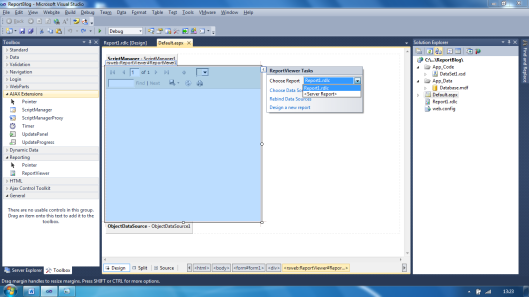 ReportBlog - Microsoft Visual Studio
File Edit View Website Build Debug Team Data Format Table Tools Test Tools VMware Window Help
Debug
Toolbox
Standard
Data
Validation
Navigation
Login
WebParts
AJAX Extensions
Pointer
ScriptManager
ScriptManagerProxy
Timer
UpdatePanel
UpdateProgress
Dynamic Data
Reporting
Pointer
ReportViewer
HTML
Ajax Control Toolkit
General
There are no usable controls in this group. Drag an item onto this text to add it to the toolbox.
Server Explorer Toolbox
Report1.rdlc [Design] Default.aspx
ScriptManager - ScriptManager1
rsweb:ReportViewer#ReportViewer1
1 of 1
Find | Next
ReportViewer Tasks
Choose Report: Report1.rdlc
Report1.rdlc
<Server Report>
Choose Data
Rebind Data Sources
Design a new report
ObjectDataSource - ObjectDataSource1
Design Split Source <html> <body> <form#form1> <div> <rsweb:ReportViewer#Repor...>
Solution Explorer
C:\...\ReportBlog\
App_Code
DataSet1.xsd
App_Data
Database.mdf
Default.aspx
Report1.rdlc
web.config
Properties
Drag margin handles to resize margins. Press SHIFT or CTRL for more options.
13:23